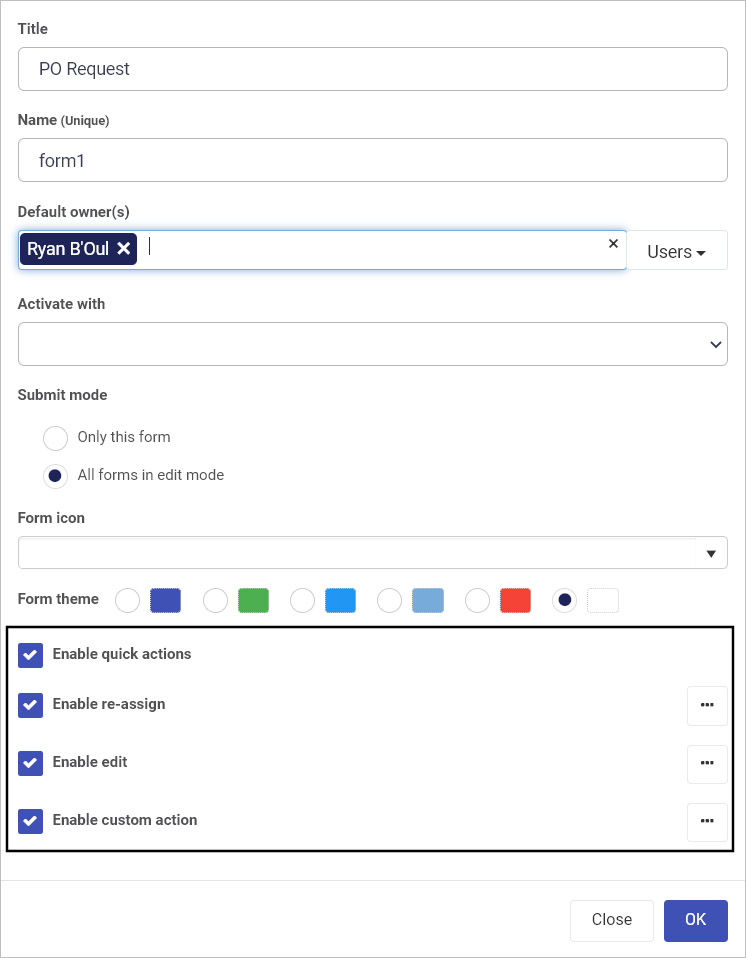 Title
PO Request
Name (Unique)
form1
Default owner(s)
Ryan B'Oul
Users
Activate with
Submit mode
Only this form
All forms in edit mode
Form icon
Form theme
Enable quick actions
Enable re-assign
Enable edit
Enable custom action
Close OK